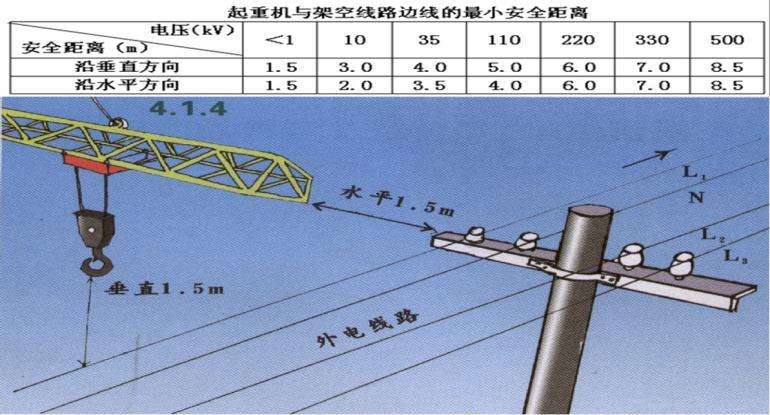 起重机与架空线路边线的最小安全距离
电压(kV)
安全距离(m)
<1 10 35 110 220 330 500
沿垂直方向 1.5 3.0 4.0 5.0 6.0 7.0 8.5
沿水平方向 1.5 2.0 3.5 4.0 6.0 7.0 8.5
4.1.4
水平1.5m
L₁
N
L₂
L₃
垂直1.5m
外电线路